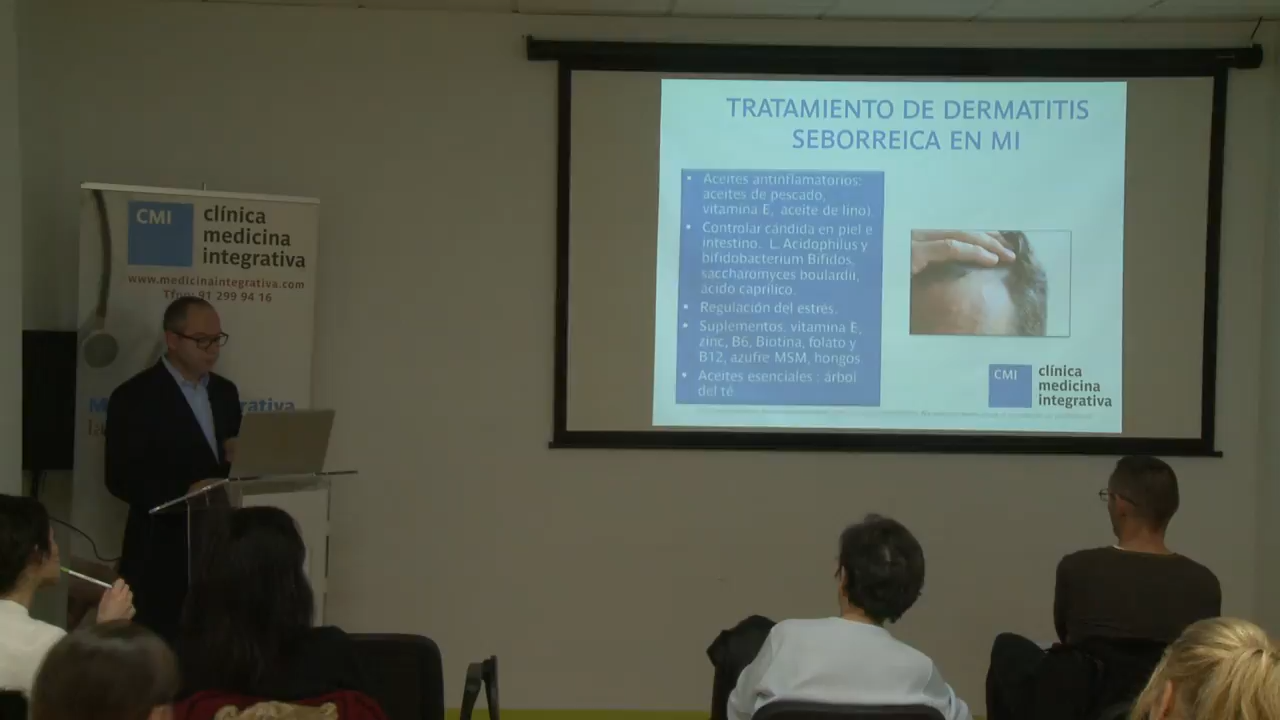 TRATAMIENTO DE DERMATITIS
SEBORREICA EN MI
• Aceites antinflamatorios:
aceites de pescado,
vitamina E, aceite de lino).
• Controlar cándida en piel e
intestino. L. Acidophilus y
bifidobacterium Bifidos,
saccharomyces boulardii,
ácido caprílico.
• Regulación del estrés.
• Suplementos. vitamina E,
zinc, B6, Biotina, folato y
B12, azufre MSM, hongos
• Aceites esenciales : árbol
del té
CMI
clínica
medicina
integrativa
CMI
clínica
medicina
integrativa
www.medicinaintegrativa.com
Tfno: 91 299 94 16